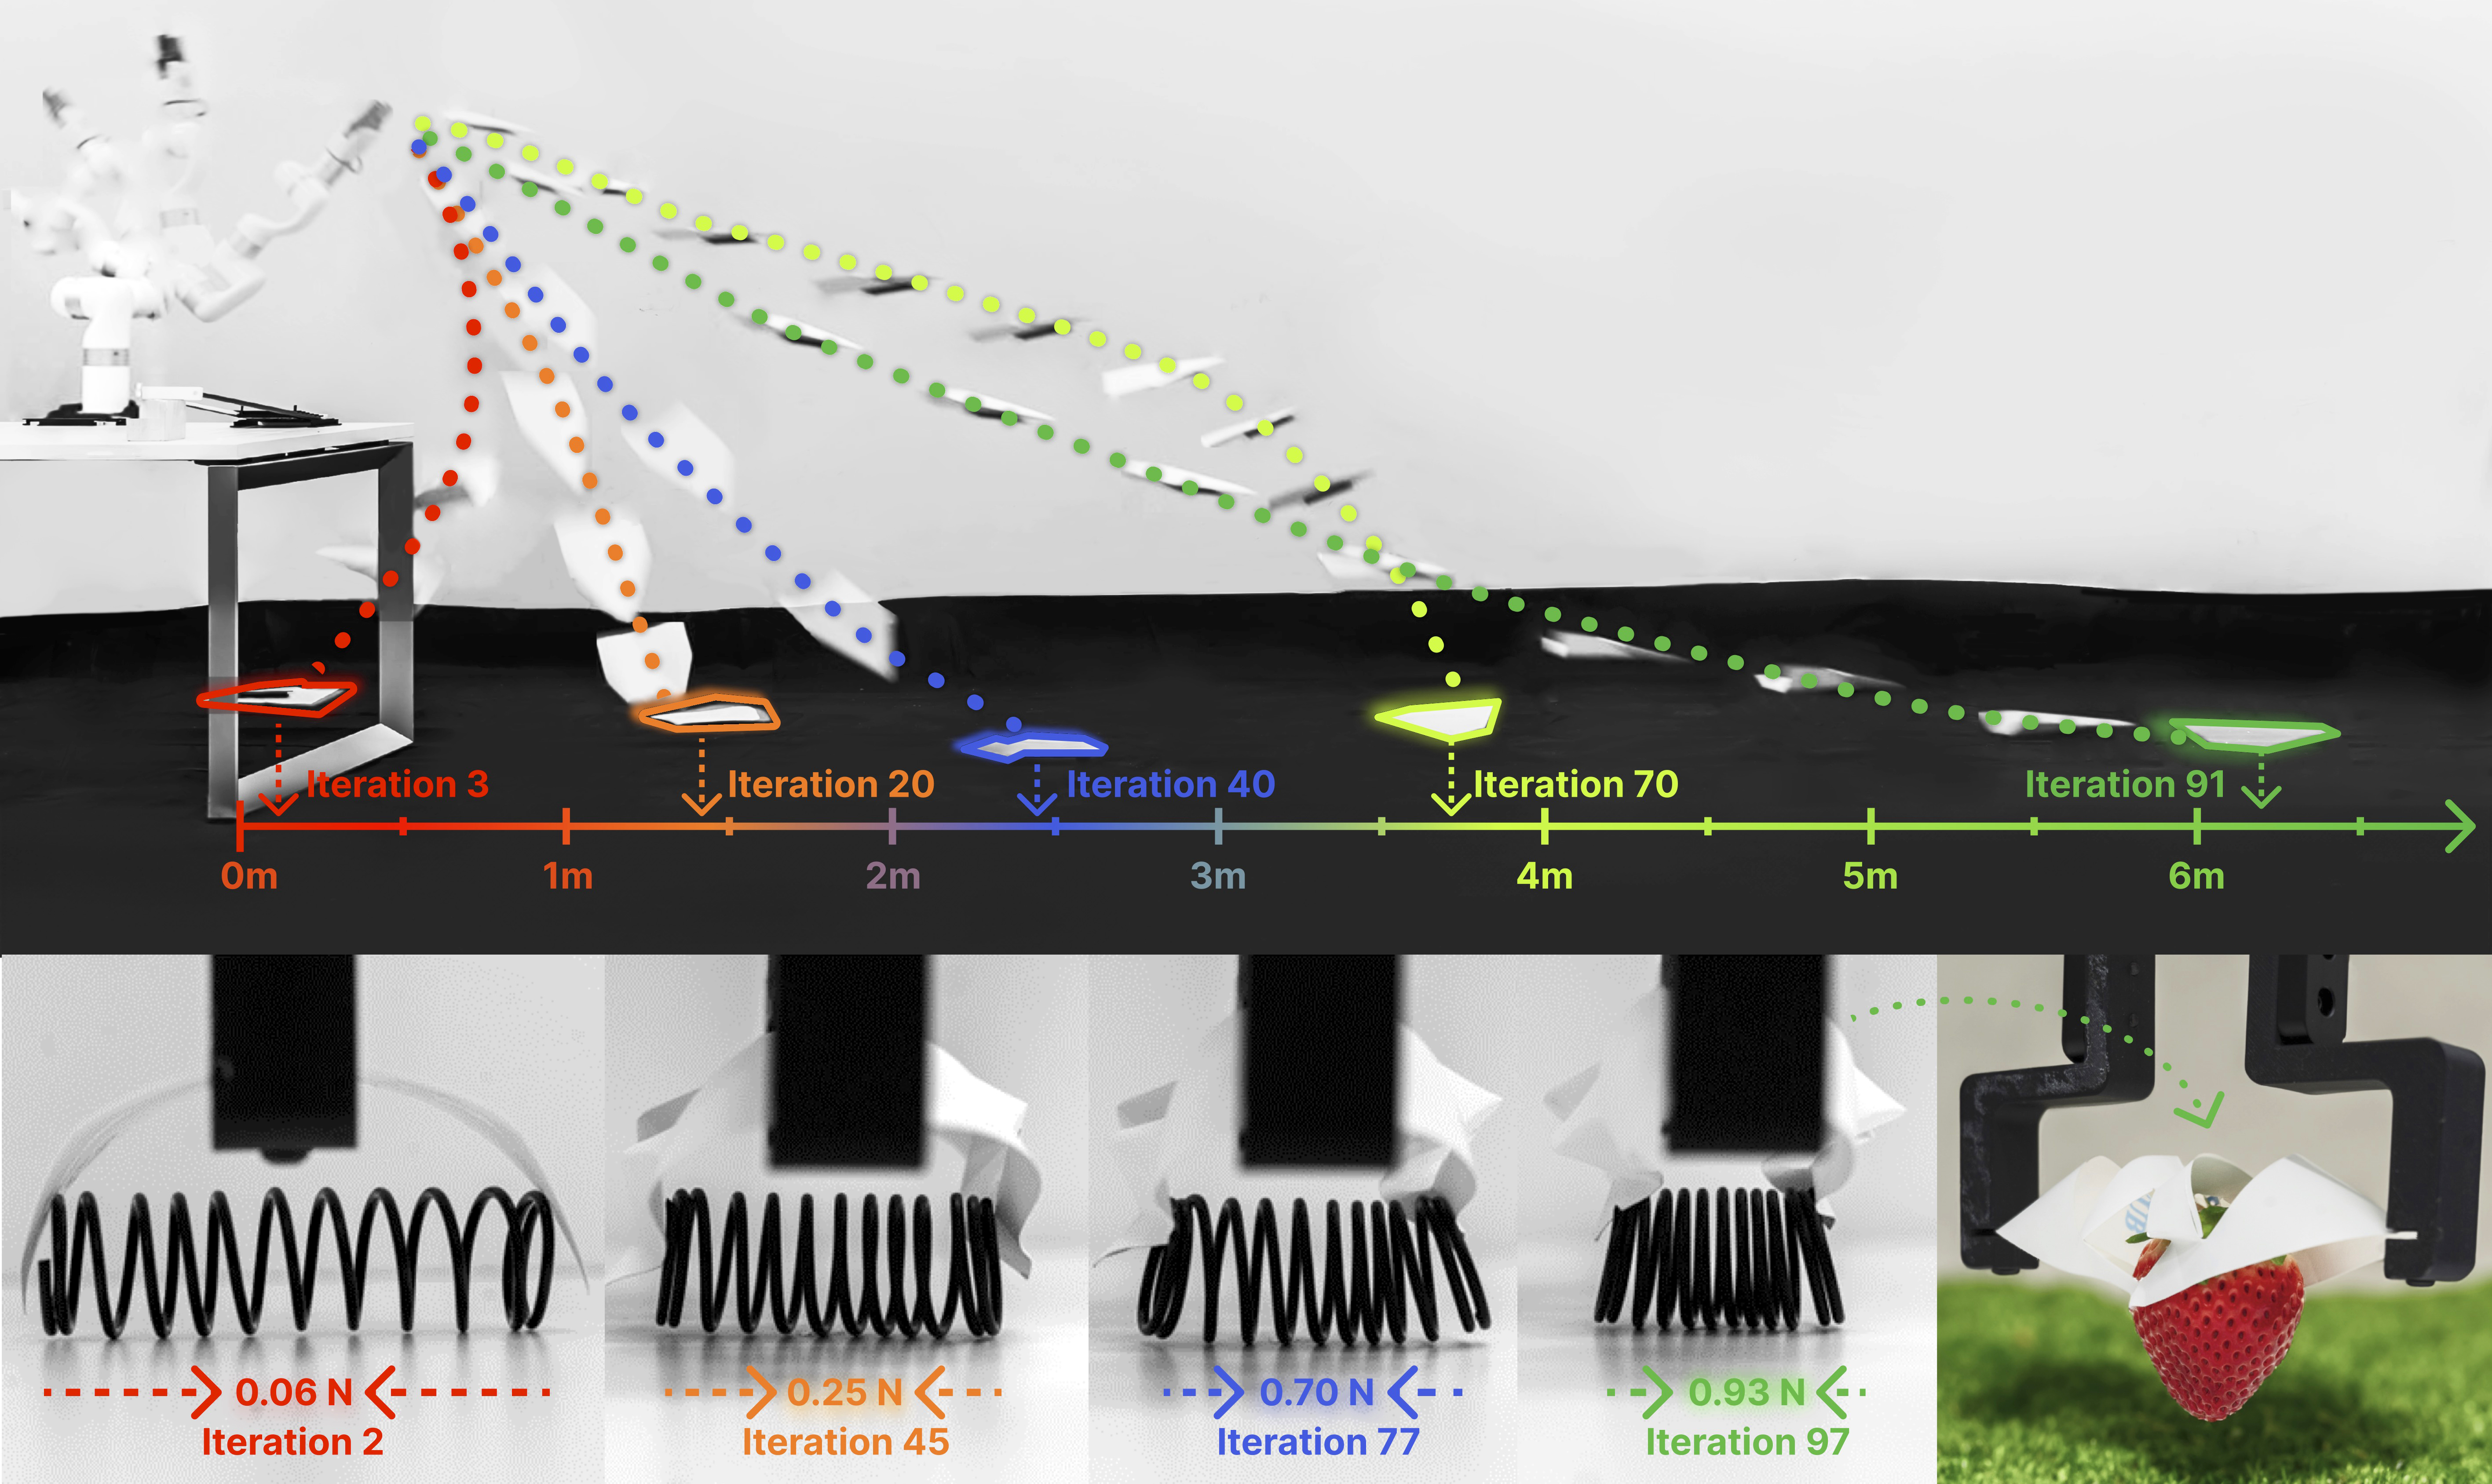 Iteration 3
Iteration 20
Iteration 40
Iteration 70
Iteration 91
0m
1m
2m
3m
4m
5m
6m
0.06 N
Iteration 2
0.25 N
Iteration 45
0.70 N
Iteration 77
0.93 N
Iteration 97